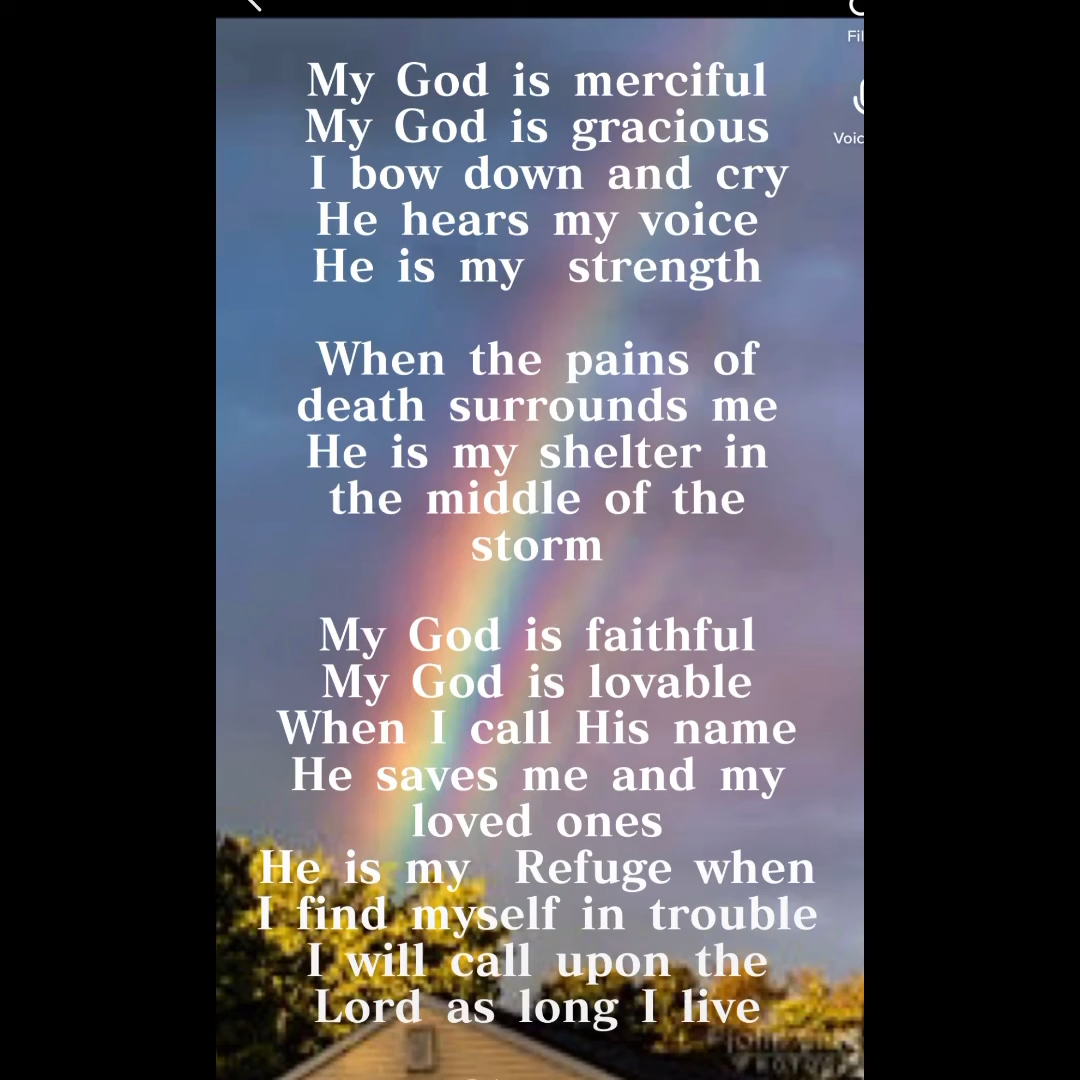 Fil
Voic
My God is merciful
My God is gracious
I bow down and cry
He hears my voice
He is my strength
When the pains of
death surrounds me
He is my shelter in
the middle of the
storm
My God is faithful
My God is lovable
When I call His name
He saves me and my
loved ones
He is my Refuge when
I find myself in trouble
I will call upon the
Lord as long I live